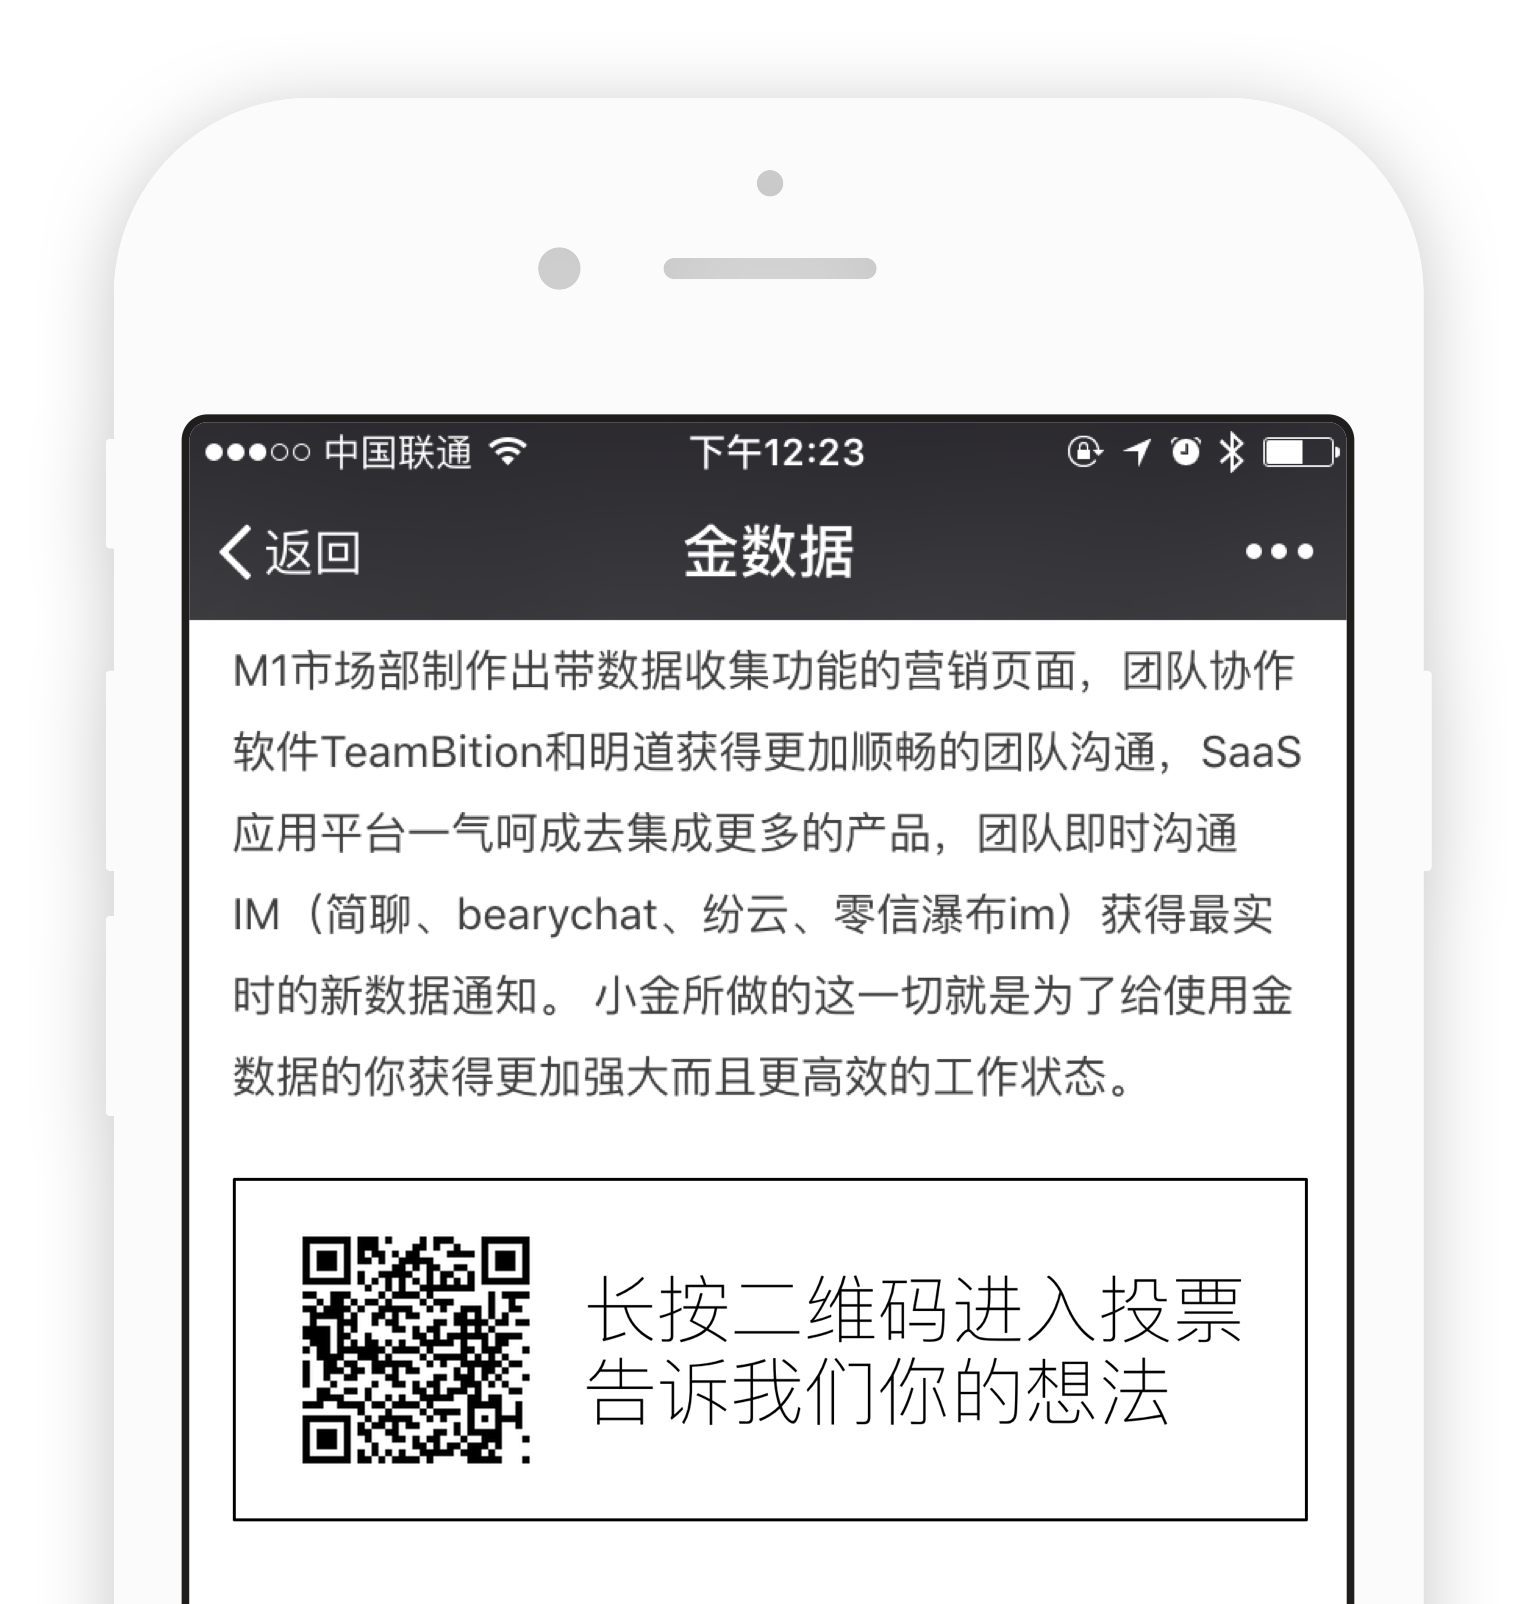 中国联通
下午12:23
返回
金数据
M1市场部制作出带数据收集功能的营销页面，团队协作
软件TeamBition和明道获得更加顺畅的团队沟通，SaaS
应用平台一气呵成去集成更多的产品，团队即时沟通
IM（简聊、bearychat、纷云、零信瀑布im）获得最实
时的新数据通知。 小金所做的这一切就是为了给使用金
数据的你获得更加强大而且更高效的工作状态。
长按二维码进入投票
告诉我们你的想法